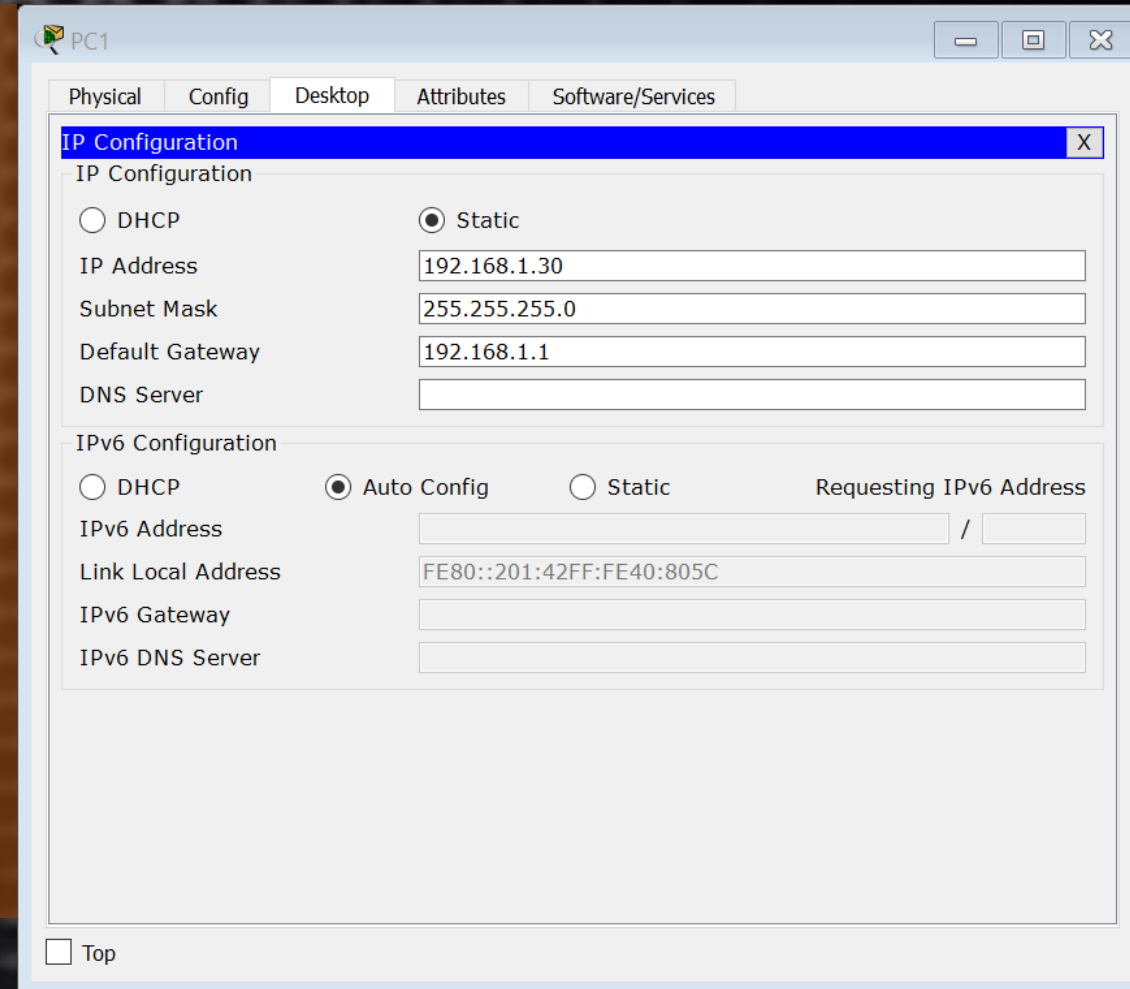 PC1
Physical Config Desktop Attributes Software/Services
IP Configuration X
IP Configuration
DHCP Static
IP Address 192.168.1.30
Subnet Mask 255.255.255.0
Default Gateway 192.168.1.1
DNS Server
IPv6 Configuration
DHCP Auto Config Static Requesting IPv6 Address
IPv6 Address /
Link Local Address FE80::201:42FF:FE40:805C
IPv6 Gateway
IPv6 DNS Server
Top